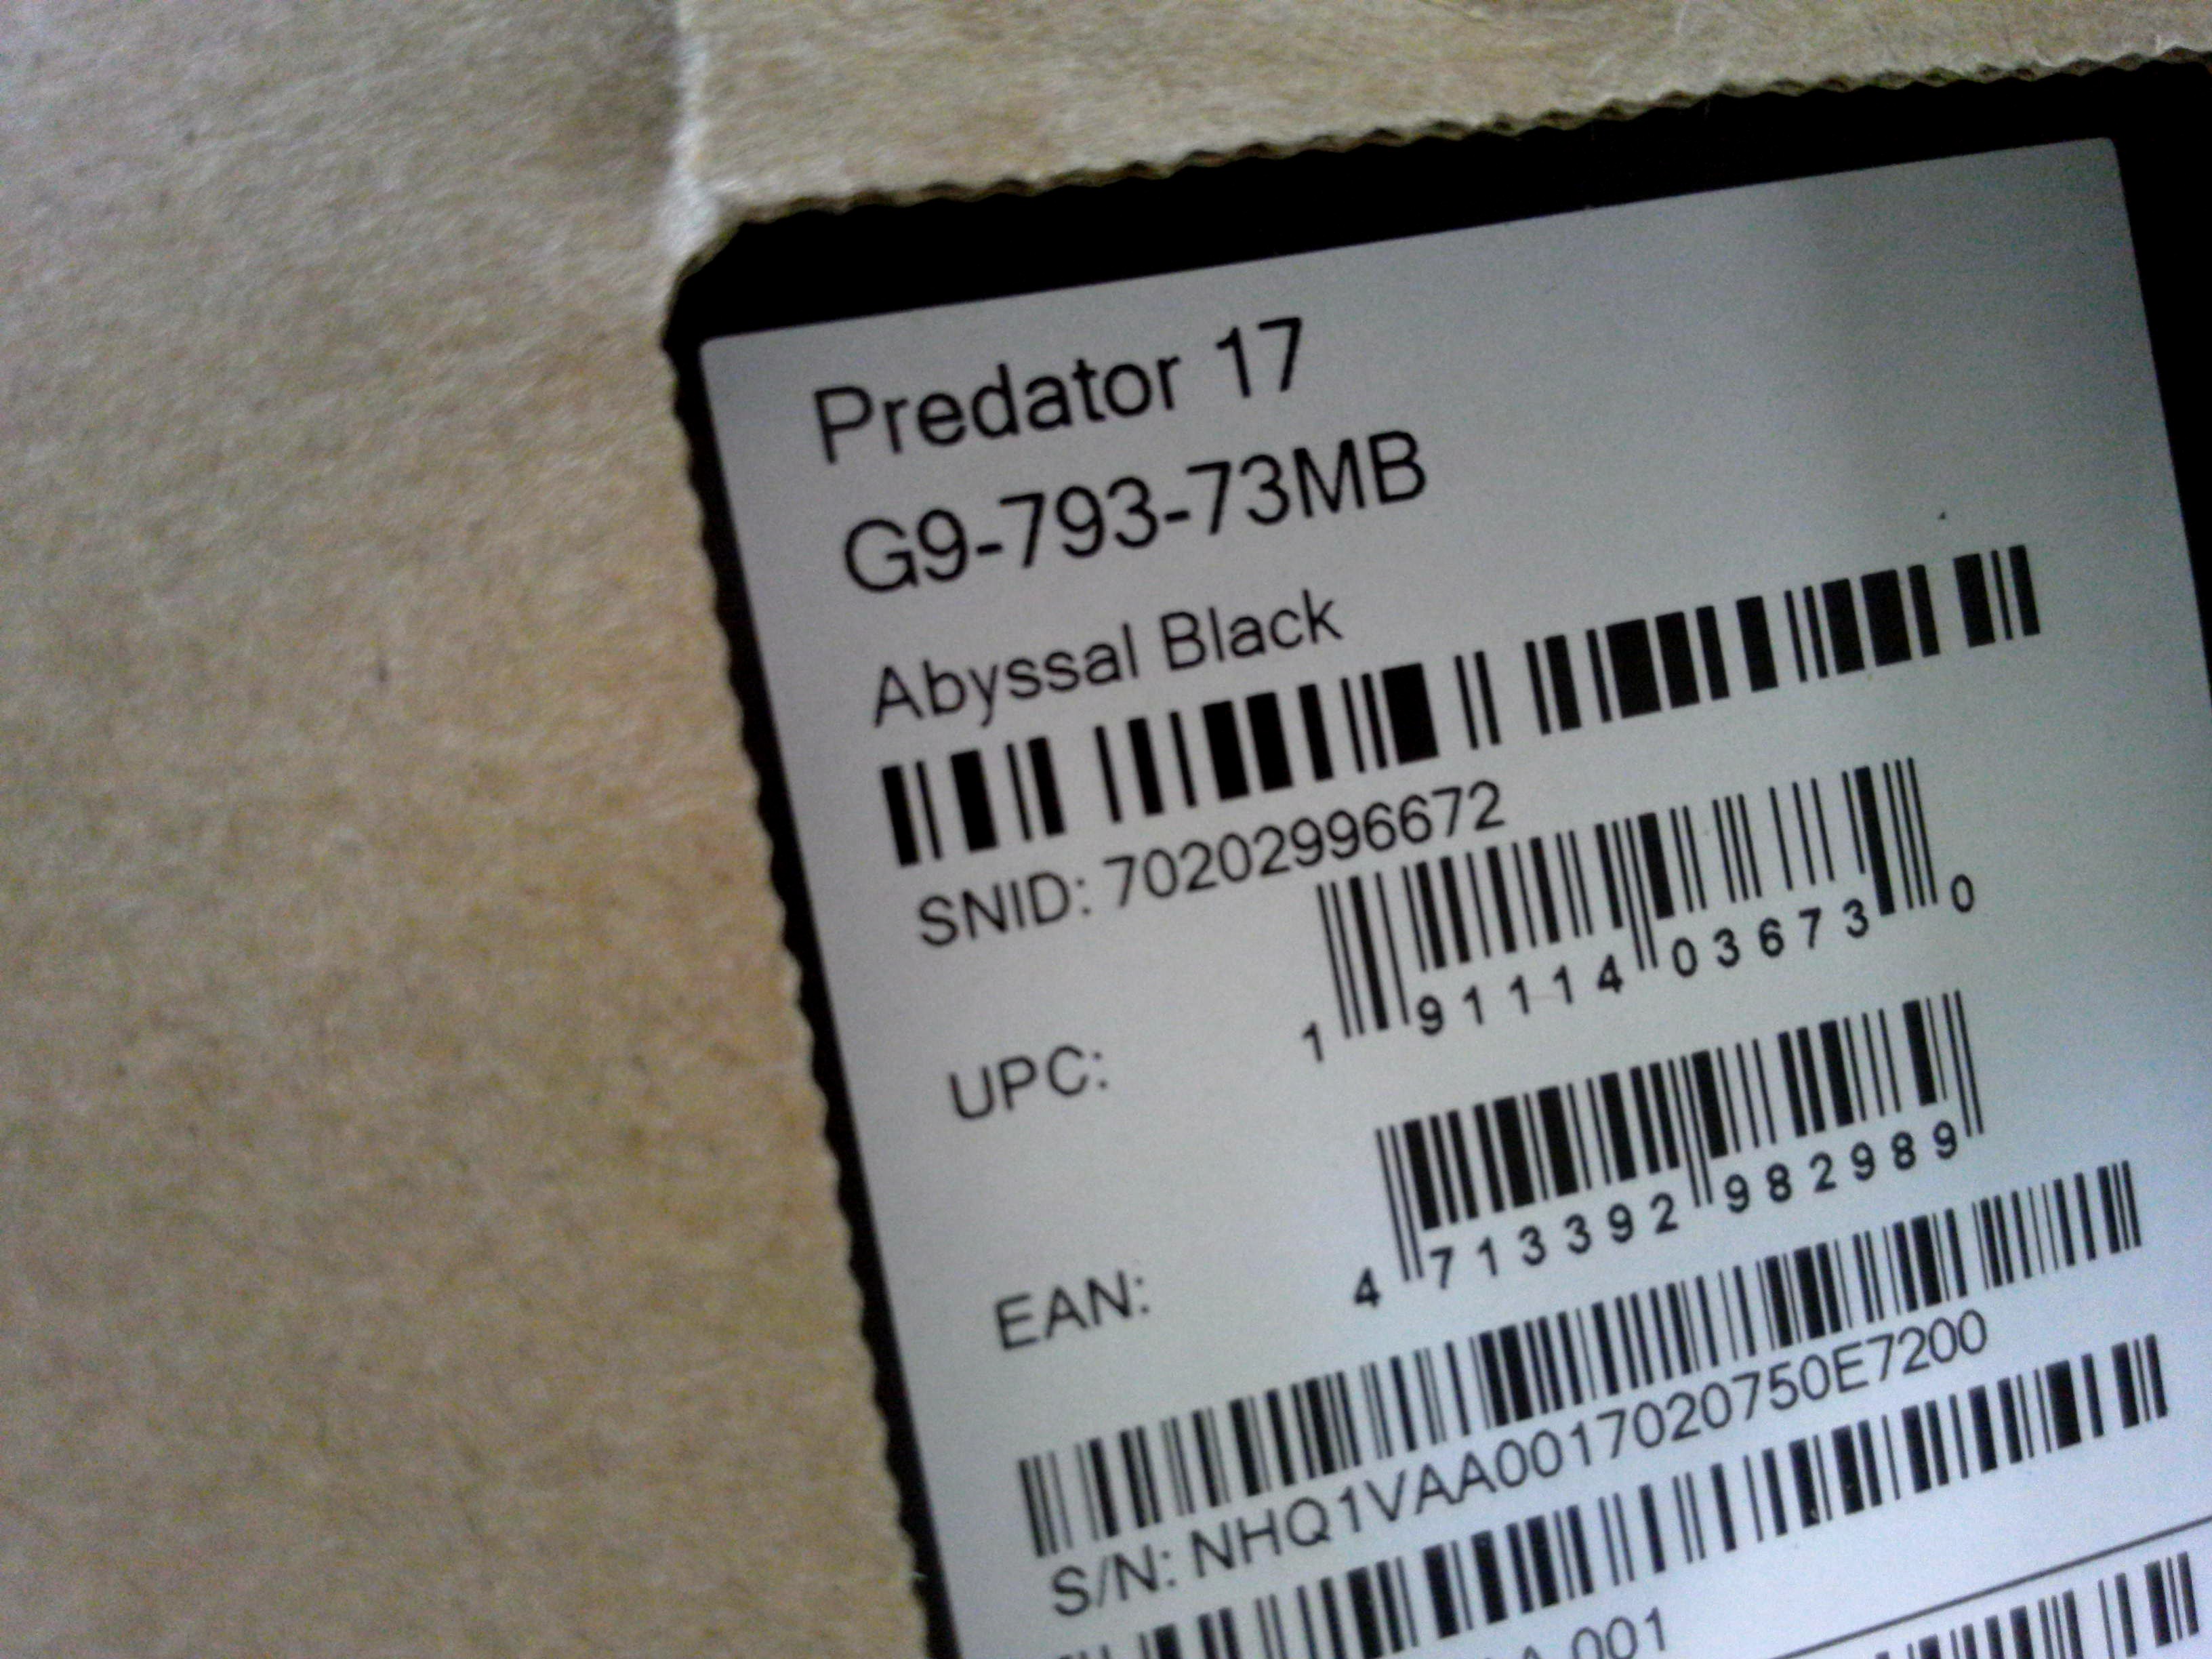 Predator 17
G9-793-73MB
Abyssal Black
SNID: 70202996672
UPC: 1 91114 03673 0
EAN: 4 713392 982989
S/N: NHQ1VAA0017020750E7200
001